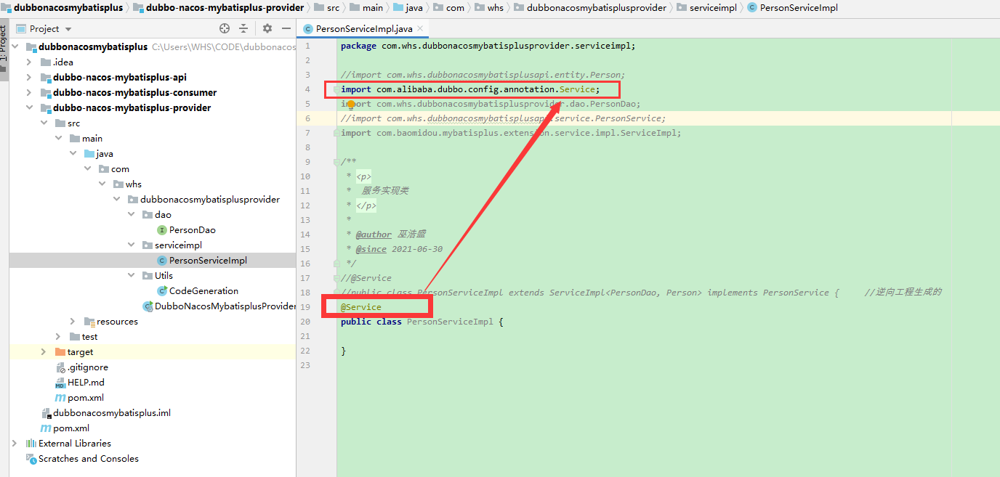 dubbonacosmybatisplus dubbo-nacos-mybatisplus-provider src main java com whs dubbonacosmybatisplusprovider serviceimpl PersonServiceImpl
1: Project
Project
PersonServiceImpl.java
dubbonacosmybatisplus C:\Users\WHS\CODE\dubbonacos
.idea
dubbo-nacos-mybatisplus-api
dubbo-nacos-mybatisplus-consumer
dubbo-nacos-mybatisplus-provider
src
main
java
com
whs
dubbonacosmybatisplusprovider
dao
PersonDao
serviceimpl
PersonServiceImpl
Utils
CodeGeneration
DubboNacosMybatisplusProvider
resources
test
target
.gitignore
HELP.md
pom.xml
dubbonacosmybatisplus.iml
pom.xml
External Libraries
Scratches and Consoles
1 package com.whs.dubbonacosmybatisplusprovider.serviceimpl;
2
3 //import com.whs.dubbonacosmybatisplusapi.entity.Person;
4 import com.alibaba.dubbo.config.annotation.Service;
5 import com.whs.dubbonacosmybatisplusprovider.dao.PersonDao;
6 //import com.whs.dubbonacosmybatisplusapi.service.PersonService;
7 import com.baomidou.mybatisplus.extension.service.impl.ServiceImpl;
8
9 /**
10 * <p>
11 * 服务实现类
12 * </p>
13 *
14 * @author 巫浩盛
15 * @since 2021-06-30
16 */
17 //@Service
18 //public class PersonServiceImpl extends ServiceImpl<PersonDao, Person> implements PersonService { //逆向工程生成的
19 @Service
20 public class PersonServiceImpl {
21
22 }
23